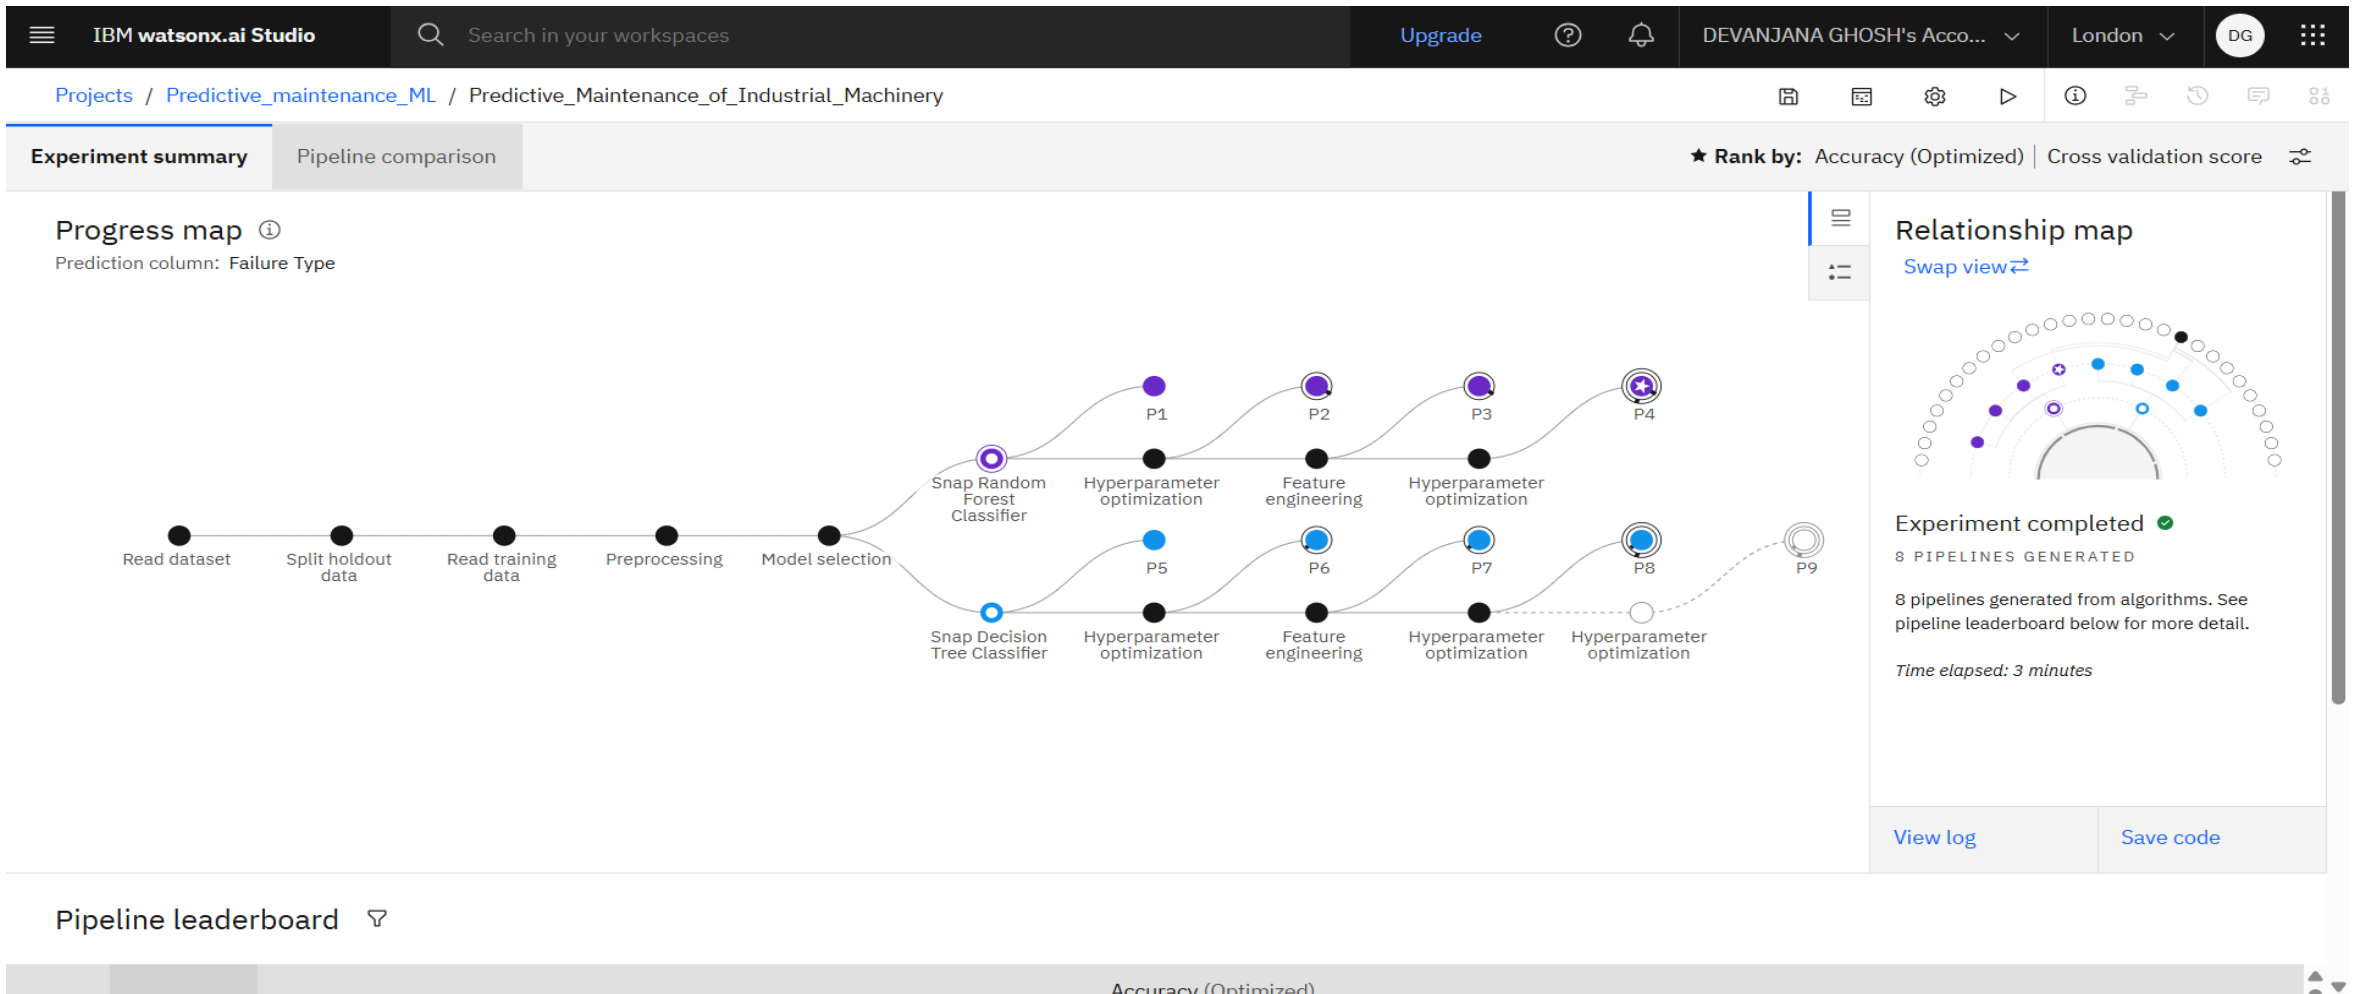 IBM watsonx.ai Studio
Search in your workspaces
Upgrade
DEVANJANA GHOSH's Acco...
London
DG
Projects / Predictive_maintenance_ML / Predictive_Maintenance_of_Industrial_Machinery
Experiment summary
Pipeline comparison
Rank by: Accuracy (Optimized) | Cross validation score
Progress map
Prediction column: Failure Type
P1
P2
P3
P4
Snap Random
Forest
Classifier
Hyperparameter
optimization
Feature
engineering
Hyperparameter
optimization
Read dataset
Split holdout
data
Read training
data
Preprocessing
Model selection
P5
P6
P7
P8
P9
Snap Decision
Tree Classifier
Hyperparameter
optimization
Feature
engineering
Hyperparameter
optimization
Hyperparameter
optimization
Relationship map
Swap view
Experiment completed
8 PIPELINES GENERATED
8 pipelines generated from algorithms. See
pipeline leaderboard below for more detail.
Time elapsed: 3 minutes
View log
Save code
Pipeline leaderboard
Accuracy (Optimized)